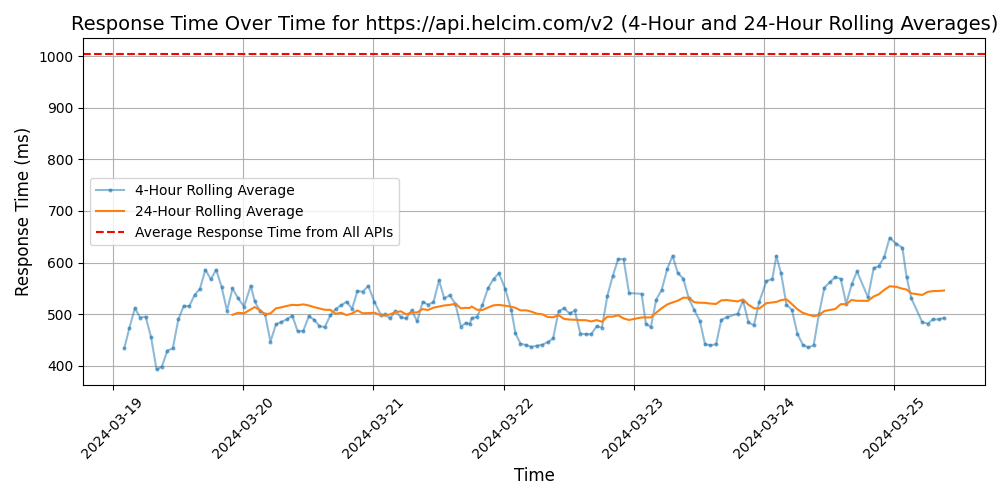 Response Time Over Time for https://api.helcim.com/v2 (4-Hour and 24-Hour Rolling Averages)
Response Time (ms)
1000
900
800
700
600
500
400
4-Hour Rolling Average
24-Hour Rolling Average
Average Response Time from All APIs
2024-03-19
2024-03-20
2024-03-21
2024-03-22
2024-03-23
2024-03-24
2024-03-25
Time